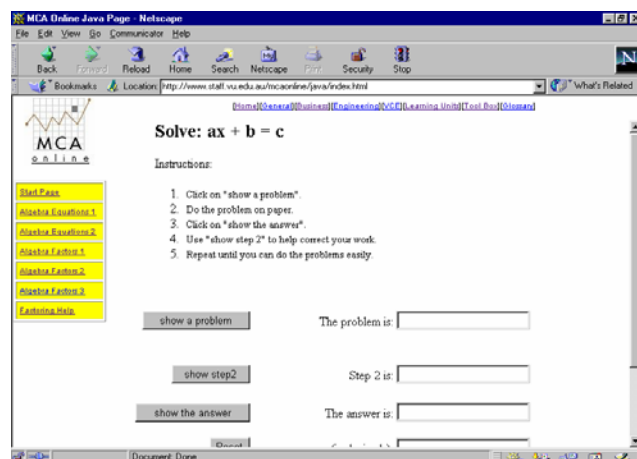 MCA Online Java Page - Netscape
File Edit View Go Communicator Help
Back Forward Reload Home Search Netscape Print Security Stop
Bookmarks Location: http://www.staff.vu.edu.au/mcaonline/java/index.html What's Related
[Home][General][Business][Engineering][VCE][Learning Units][Tool Box][Glossary]
MCA
online
Start Page
Algebra Equations 1
Algebra Equations 2
Algebra Factors 1
Algebra Factors 2
Algebra Factors 3
Factoring Help
Solve: ax + b = c
Instructions:
1. Click on "show a problem".
2. Do the problem on paper.
3. Click on "show the answer".
4. Use "show step 2" to help correct your work.
5. Repeat until you can do the problems easily.
show a problem The problem is:
show step2 Step 2 is:
show the answer The answer is:
Reset
Document: Done